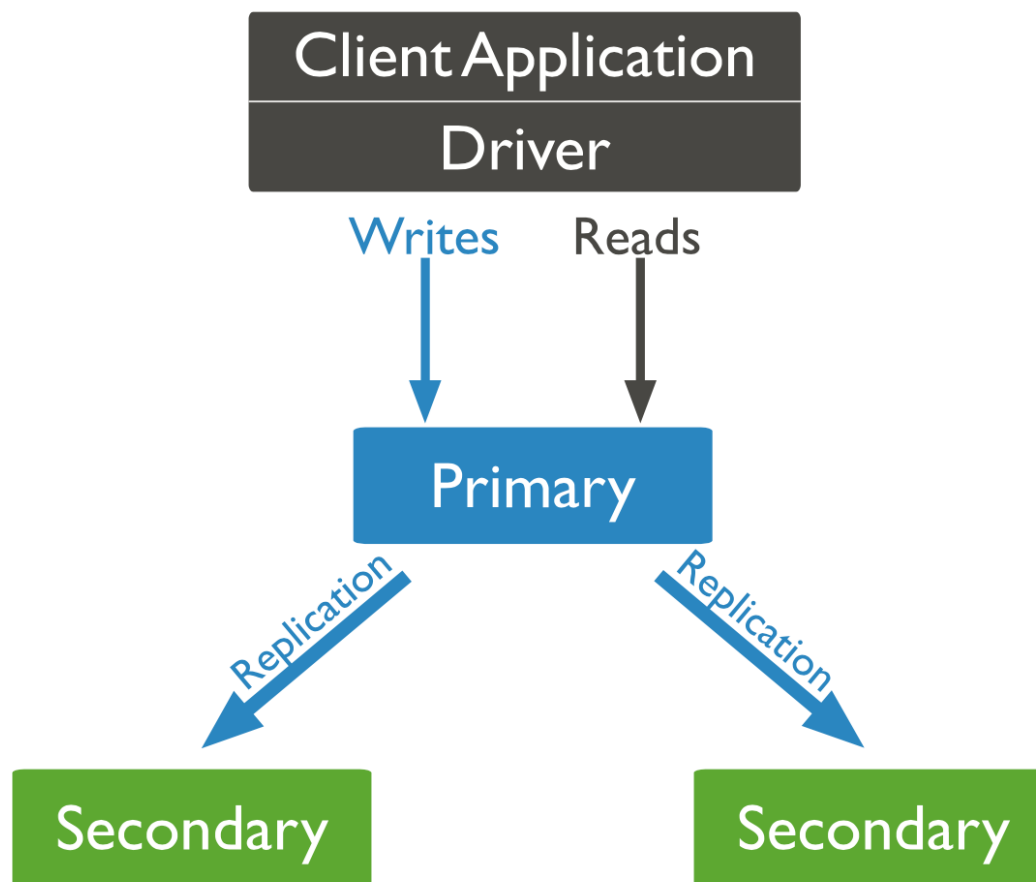 Client Application
Driver
Writes
Reads
Primary
Replication
Replication
Secondary
Secondary